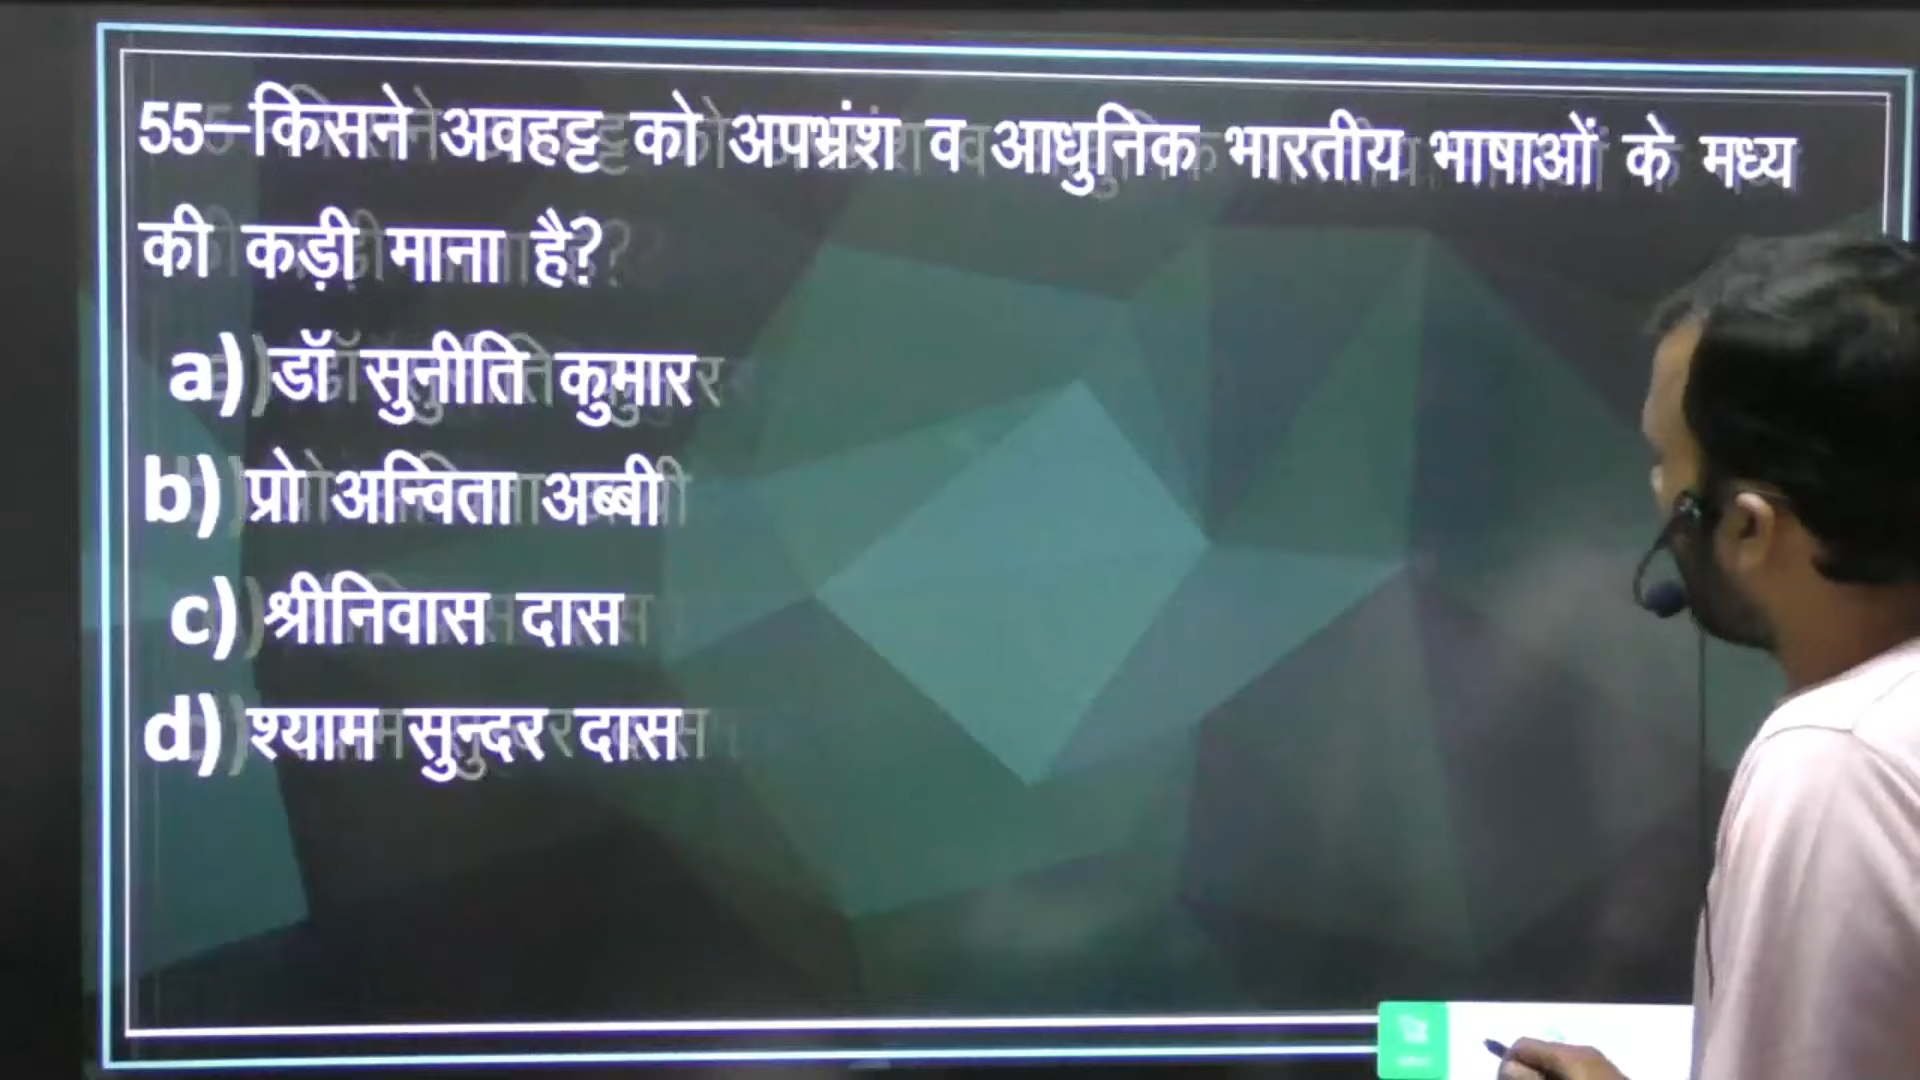 55–किसने अवहट्ट को अपभ्रंश व आधुनिक भारतीय भाषाओं के मध्य
की कड़ी माना है?
a) डॉ सुनीति कुमार
b) प्रो अन्विता अब्बी
c) श्रीनिवास दास
d) श्याम सुन्दर दास